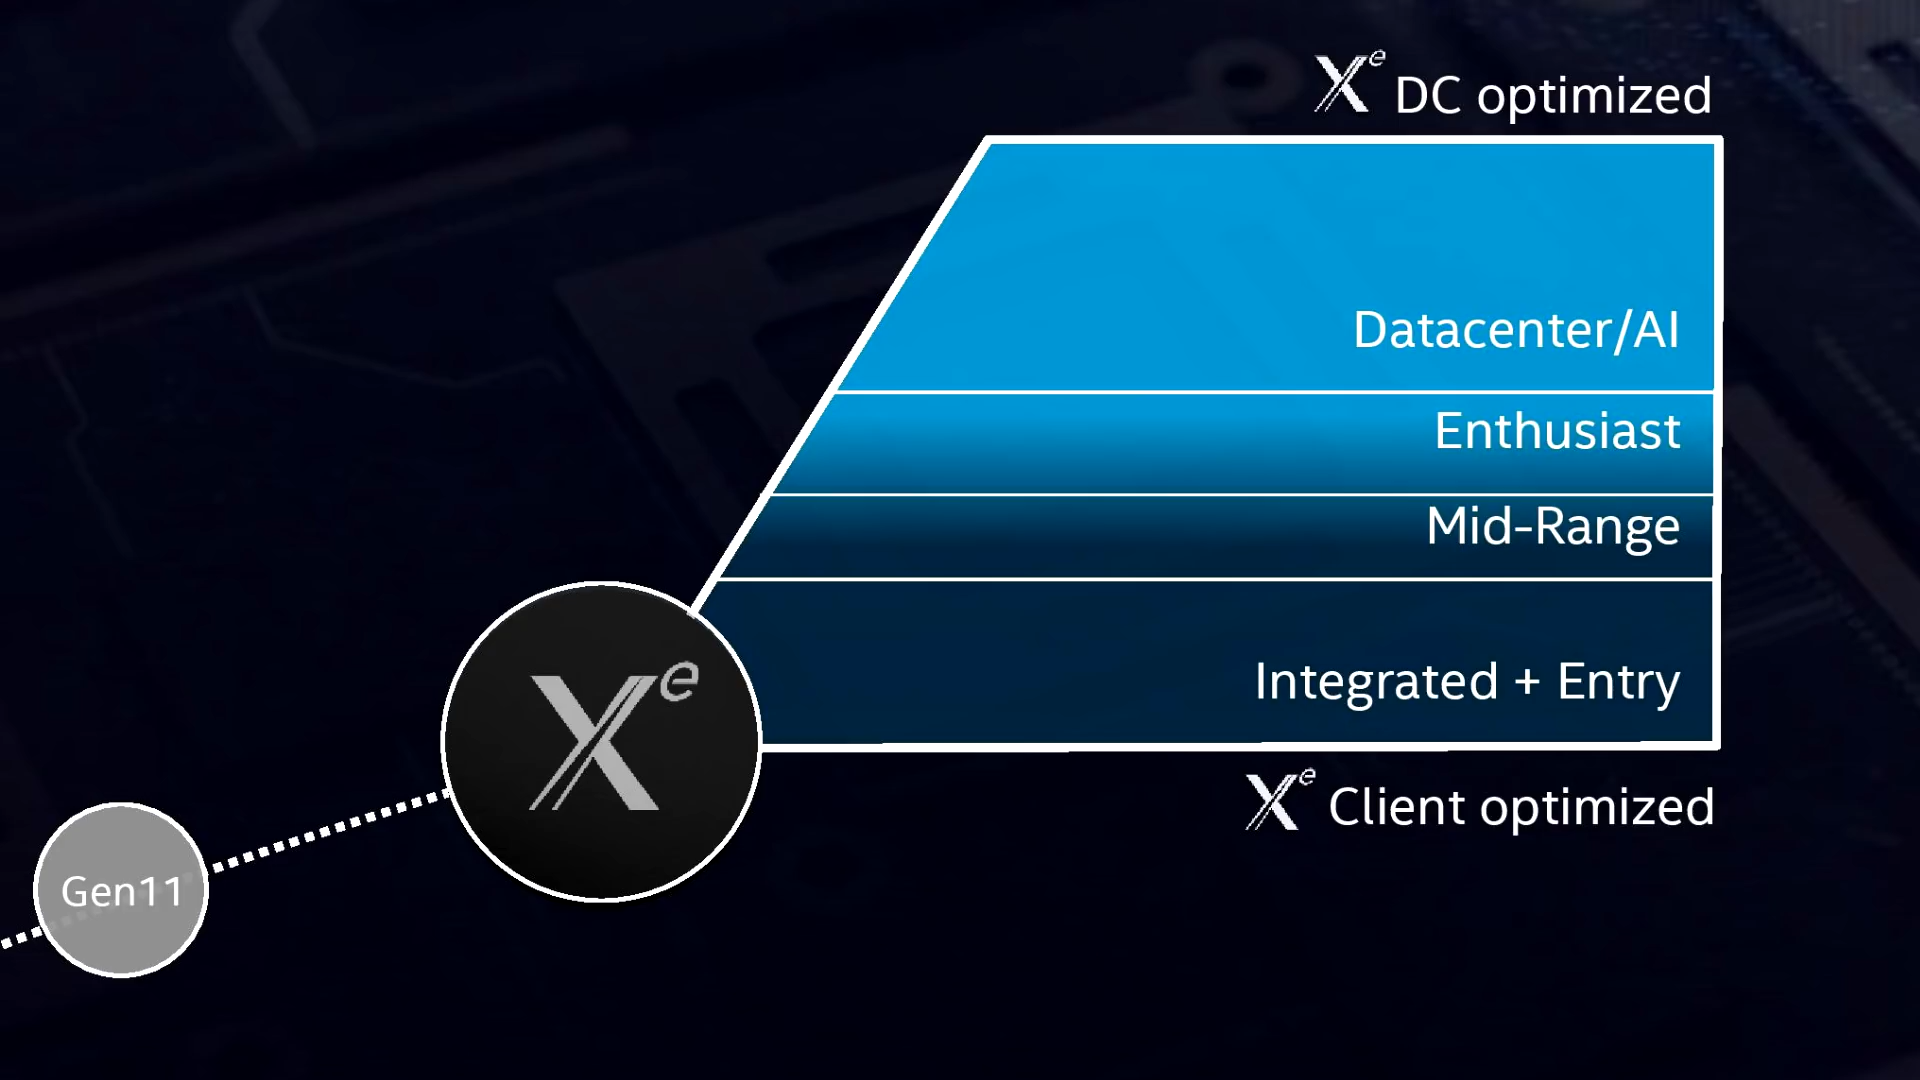 Xe DC optimized
Datacenter/AI
Enthusiast
Mid-Range
Integrated + Entry
Xe
Xe Client optimized
Gen11